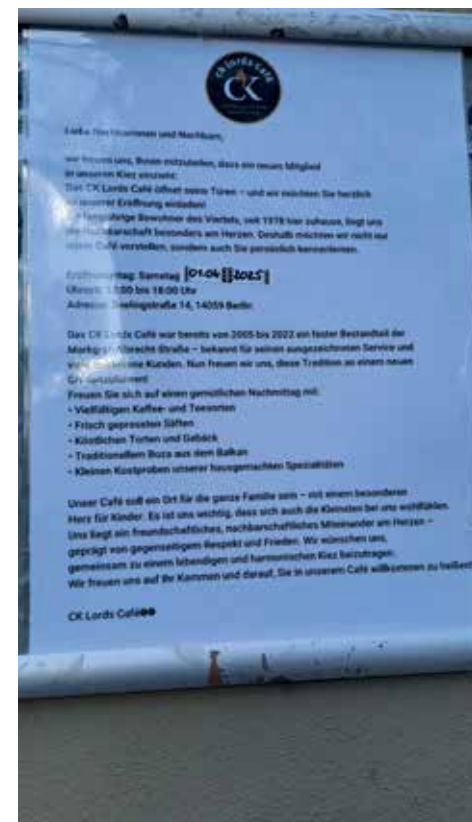 ck lords café
CK
Liebe Nachbarinnen und Nachbarn,
wir freuen uns, Ihnen mitzuteilen, dass ein neues Mitglied
in unseren Kiez einzieht:
Das CK Lords Café öffnet seine Türen – und wir möchten Sie herzlich
zu unserer Eröffnung einladen!
langjährige Bewohner des Viertels, seit 1978 hier zuhause, liegt uns
die Nachbarschaft besonders am Herzen. Deshalb möchten wir nicht nur
unser Café vorstellen, sondern auch Sie persönlich kennenlernen.
Eröffnungstag: Samstag 01.04 2025
Uhrzeit: bis 18:00 Uhr
Adresse: Seelingstraße 14, 14059 Berlin
Das CK Lords Café war bereits von 2005 bis 2022 ein fester Bestandteil der
Markgraf-Albrecht-Straße – bekannt für seinen ausgezeichneten Service und
Kunden. Nun freuen wir uns, diese Tradition an einem neuen
Ort fortzuführen!
Freuen Sie sich auf einen gemütlichen Nachmittag mit:
• Vielfältigen Kaffee- und Teesorten
• Frisch gepressten Säften
• Köstlichen Torten und Gebäck
• Traditionellem Boza aus dem Balkan
• Kleinen Kostproben unserer hausgemachten Spezialitäten
Unser Café soll ein Ort für die ganze Familie sein – mit einem besonderen
Herz für Kinder. Es ist uns wichtig, dass sich auch die Kleinsten bei uns wohlfühlen.
Uns liegt ein freundschaftliches, nachbarschaftliches Miteinander am Herzen –
geprägt von gegenseitigem Respekt und Frieden. Wir wünschen uns,
gemeinsam zu einem lebendigen und harmonischen Kiez beizutragen.
Wir freuen uns auf Ihr Kommen und darauf, Sie in unserem Café willkommen zu heißen!
CK Lords Café